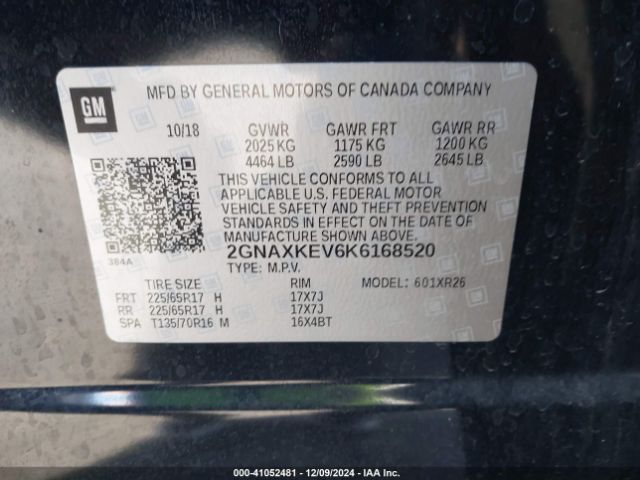 GM
MFD BY GENERAL MOTORS OF CANADA COMPANY
10/18 GVWR GAWR FRT GAWR RR
2025 KG 1175 KG 1200 KG
4464 LB 2590 LB 2645 LB
THIS VEHICLE CONFORMS TO ALL
APPLICABLE U.S. FEDERAL MOTOR
VEHICLE SAFETY AND THEFT PREVENTION
STANDARDS IN EFFECT ON THE DATE OF
MANUFACTURE SHOWN ABOVE.
384A 2GNAXKEV6K6168520
TYPE: M.P.V.
TIRE SIZE RIM MODEL: 601XR26
FRT 225/65R17 H 17X7J
RR 225/65R17 H 17X7J
SPA T135/70R16 M 16X4BT
000-41052481 - 12/09/2024 - IAA Inc.